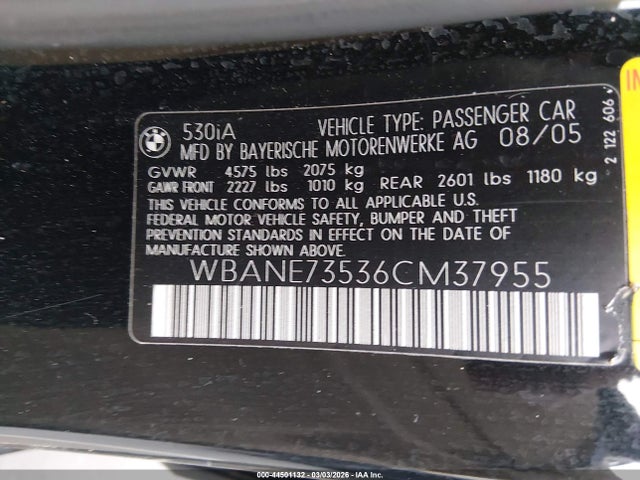 530iA VEHICLE TYPE: PASSENGER CAR
MFD BY BAYERISCHE MOTORENWERKE AG 08/05
GVWR 4575 lbs 2075 kg
GAWR FRONT 2227 lbs 1010 kg REAR 2601 lbs 1180 kg
THIS VEHICLE CONFORMS TO ALL APPLICABLE U.S.
FEDERAL MOTOR VEHICLE SAFETY, BUMPER AND THEFT
PREVENTION STANDARDS IN EFFECT ON THE DATE OF
MANUFACTURE SHOWN ABOVE.
WBANE73536CM37955
2 122 606
000-44501132 - 03/03/2026 - IAA Inc.